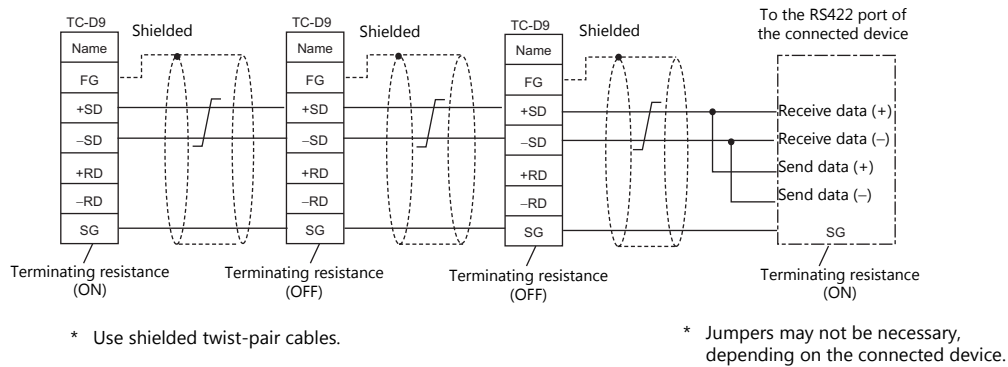 TC-D9
Name
FG
+SD
−SD
+RD
−RD
SG
Shielded
Terminating resistance
(ON)
TC-D9
Name
FG
+SD
−SD
+RD
−RD
SG
Shielded
Terminating resistance
(OFF)
TC-D9
Name
FG
+SD
−SD
+RD
−RD
SG
Shielded
Terminating resistance
(OFF)
To the RS422 port of
the connected device
Receive data (+)
Receive data (−)
Send data (+)
Send data (−)
SG
Terminating resistance
(ON)
* Use shielded twist-pair cables.
* Jumpers may not be necessary,
depending on the connected device.